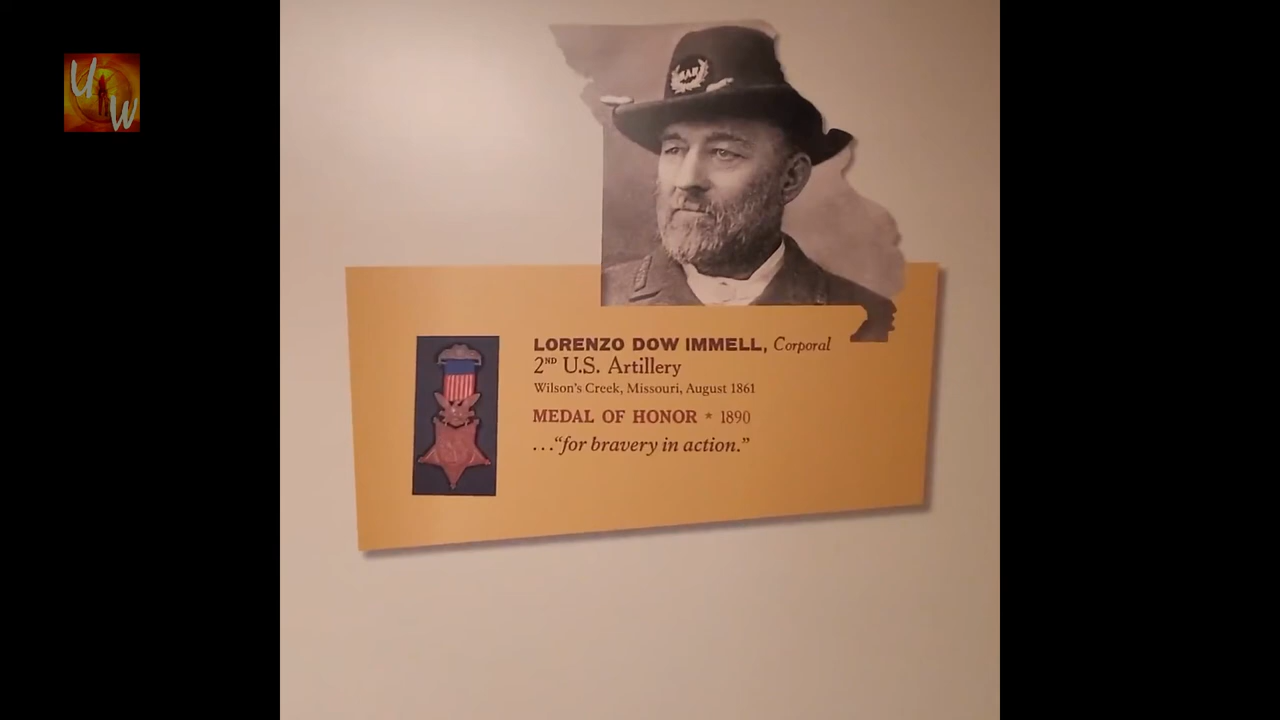 U
W
GAR
LORENZO DOW IMMELL, Corporal
2ND U.S. Artillery
Wilson's Creek, Missouri, August 1861
MEDAL OF HONOR * 1890
..."for bravery in action."